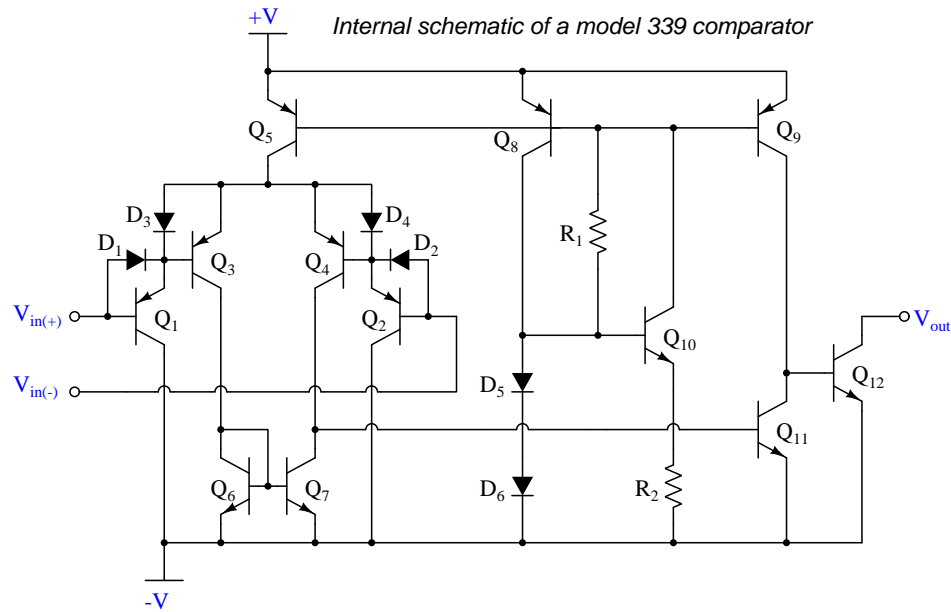 Internal schematic of a model 339 comparator
+V
Q5
Q8
Q9
D3
D4
D1
D2
Q3
Q4
R1
Vin(+)
Q1
Q2
Q10
Vout
Vin(-)
D5
Q12
Q11
Q6
Q7
D6
R2
-V